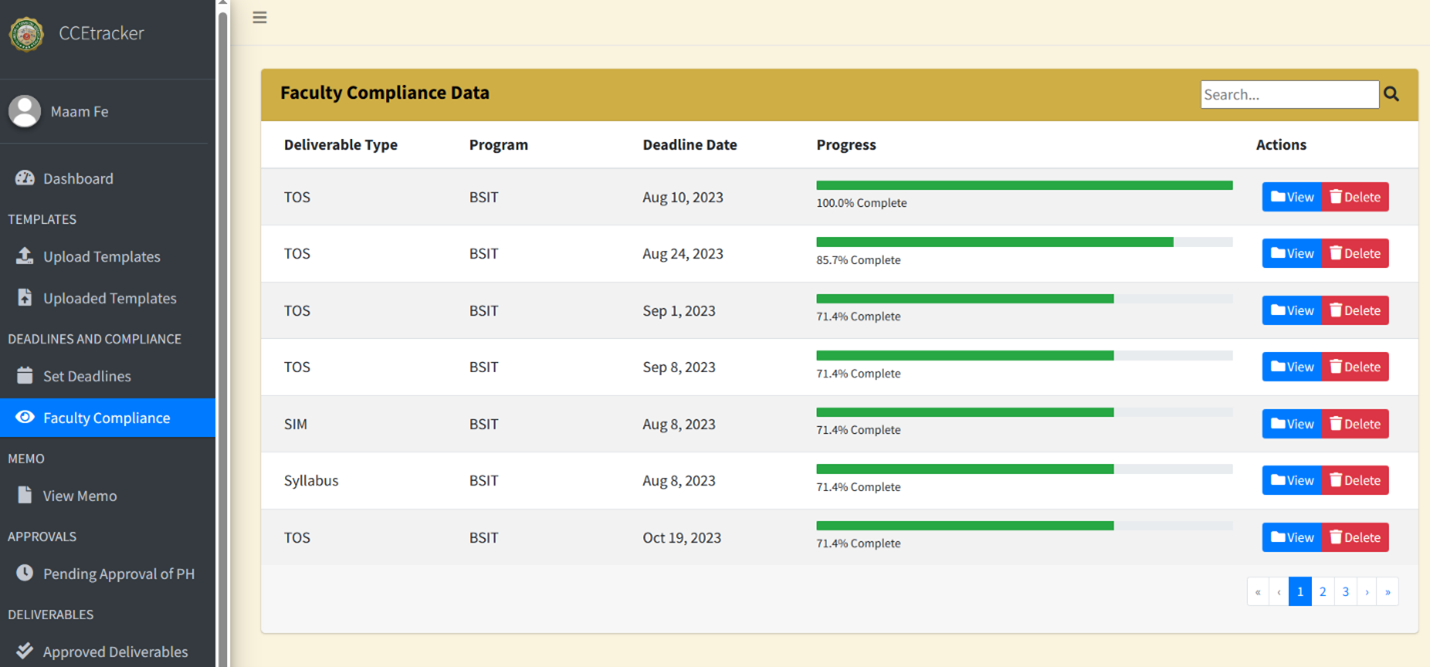 CCEtracker
Maam Fe
Dashboard
TEMPLATES
Upload Templates
Uploaded Templates
DEADLINES AND COMPLIANCE
Set Deadlines
Faculty Compliance
MEMO
View Memo
APPROVALS
Pending Approval of PH
DELIVERABLES
Approved Deliverables
Faculty Compliance Data
Search...
Deliverable Type Program Deadline Date Progress Actions
TOS BSIT Aug 10, 2023 100.0% Complete View Delete
TOS BSIT Aug 24, 2023 85.7% Complete View Delete
TOS BSIT Sep 1, 2023 71.4% Complete View Delete
TOS BSIT Sep 8, 2023 71.4% Complete View Delete
SIM BSIT Aug 8, 2023 71.4% Complete View Delete
Syllabus BSIT Aug 8, 2023 71.4% Complete View Delete
TOS BSIT Oct 19, 2023 71.4% Complete View Delete
« ‹ 1 2 3 › »